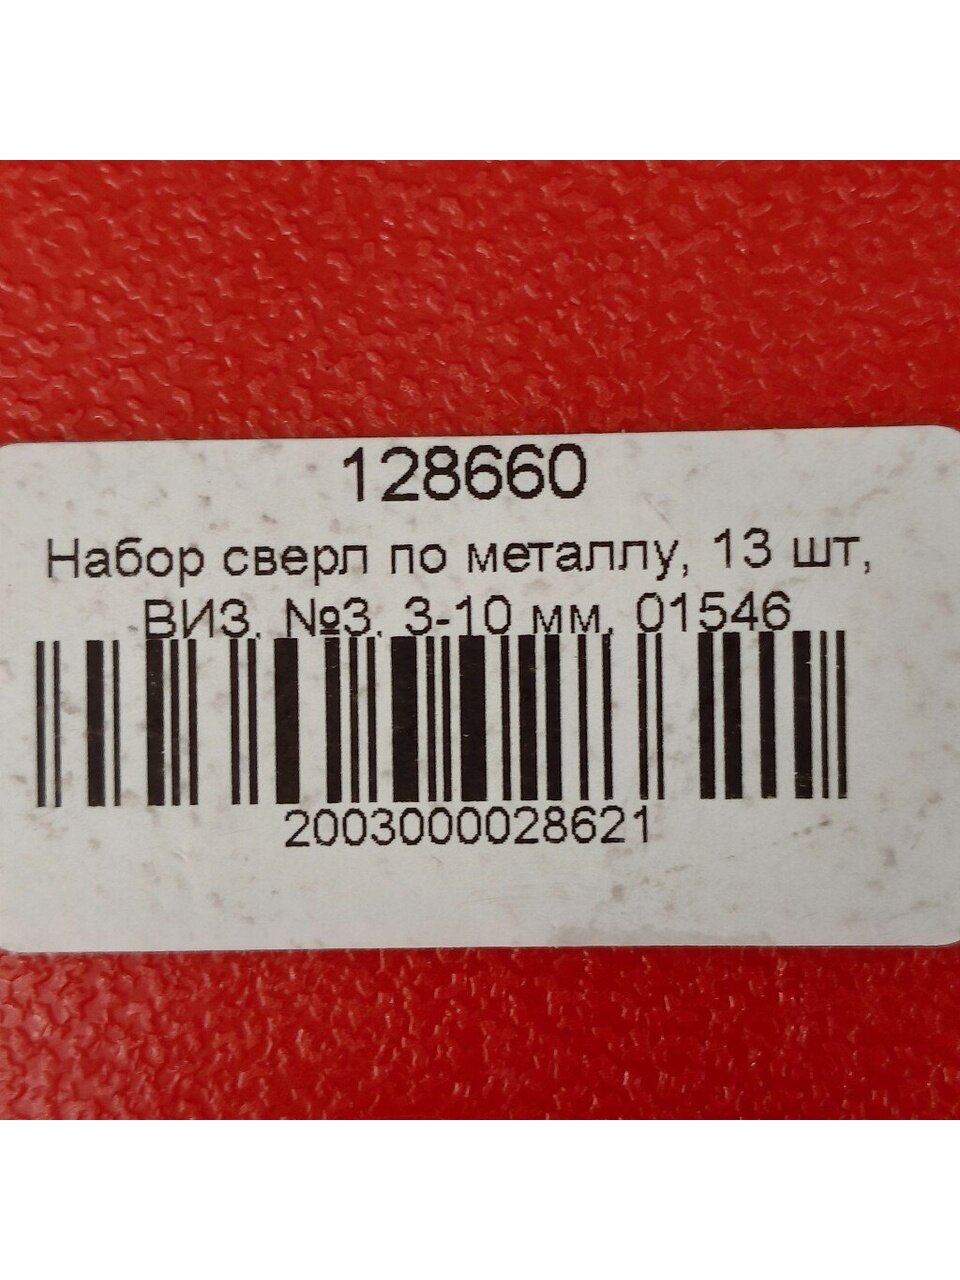 128660
Набор сверл по металлу, 13 шт,
ВИЗ, №3, 3-10 мм, 01546
2003000028621